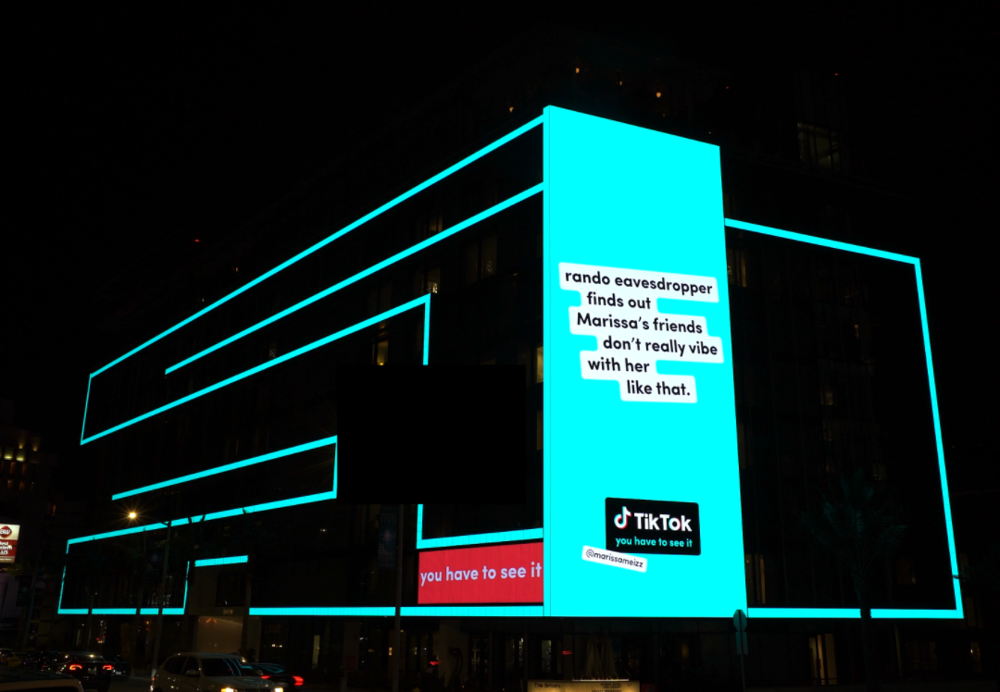 rando eavesdropper
finds out
Marissa's friends
don't really vibe
with her
like that.
TikTok
you have to see it
@marissameizz
you have to see it